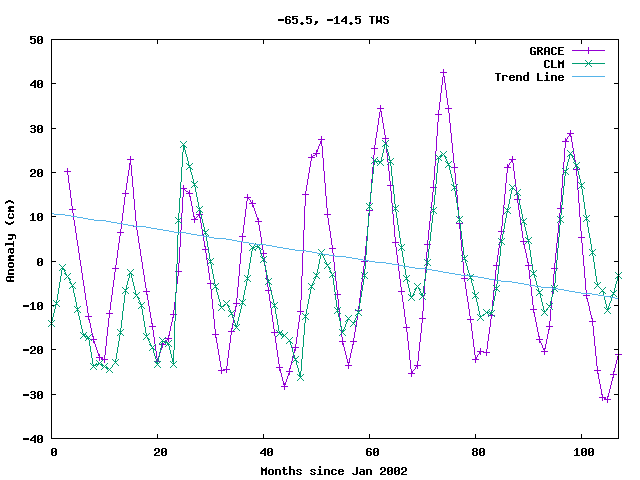 -65.5, -14.5 TWS
50
40
30
20
10
0
-10
-20
-30
-40
Anomaly (cm)
GRACE
CLM
Trend Line
0 20 40 60 80 100
Months since Jan 2002